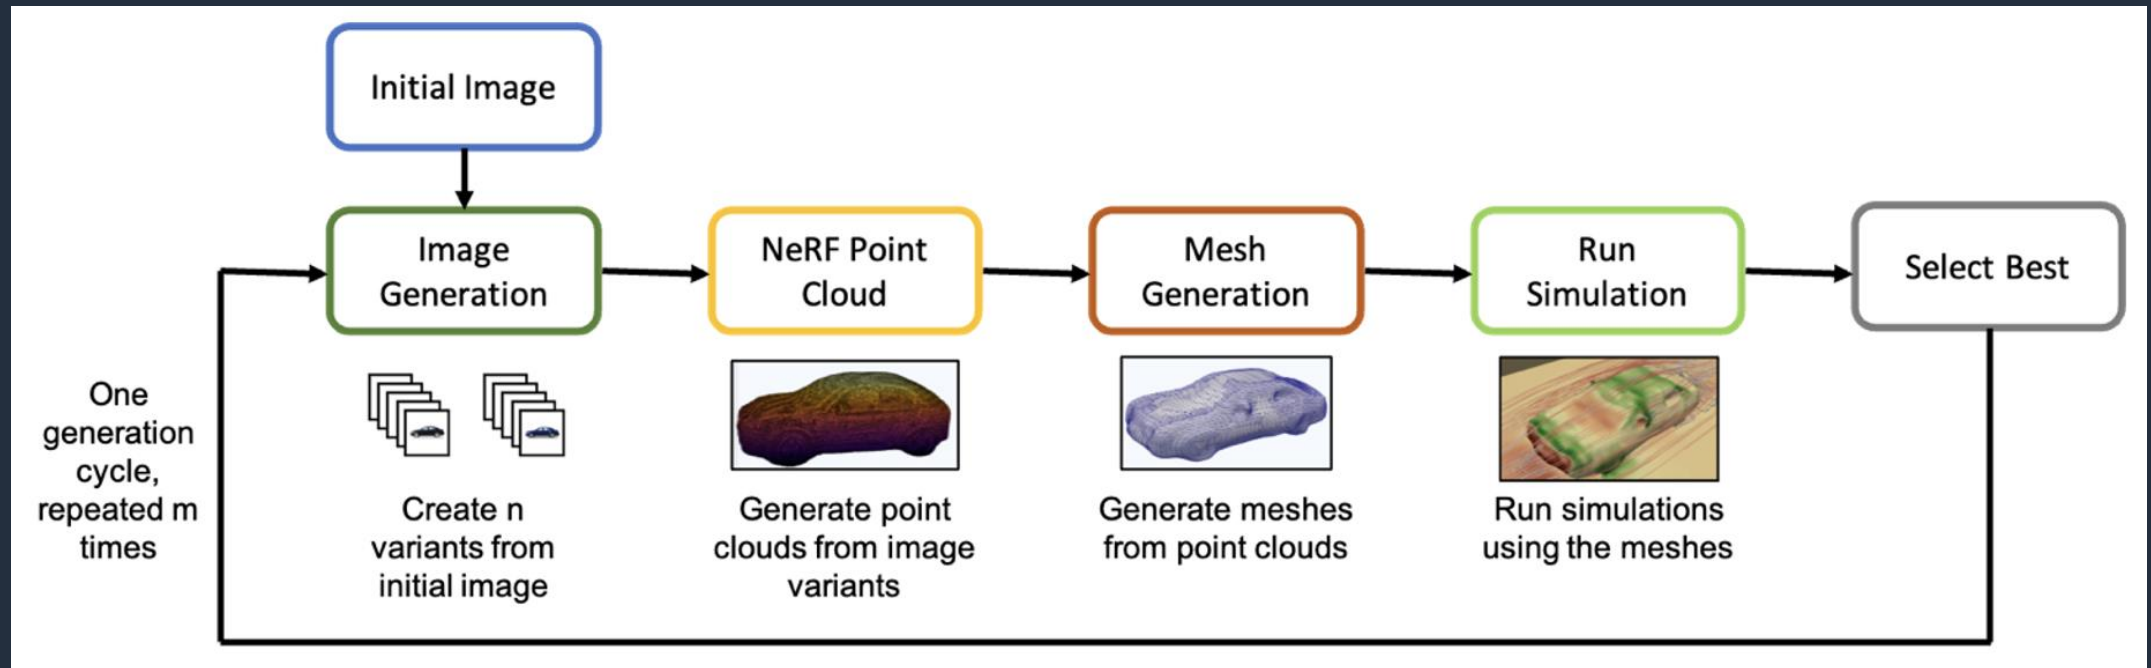 Initial Image
Image
Generation
NeRF Point
Cloud
Mesh
Generation
Run
Simulation
Select Best
One
generation
cycle,
repeated m
times
Create n
variants from
initial image
Generate point
clouds from image
variants
Generate meshes
from point clouds
Run simulations
using the meshes